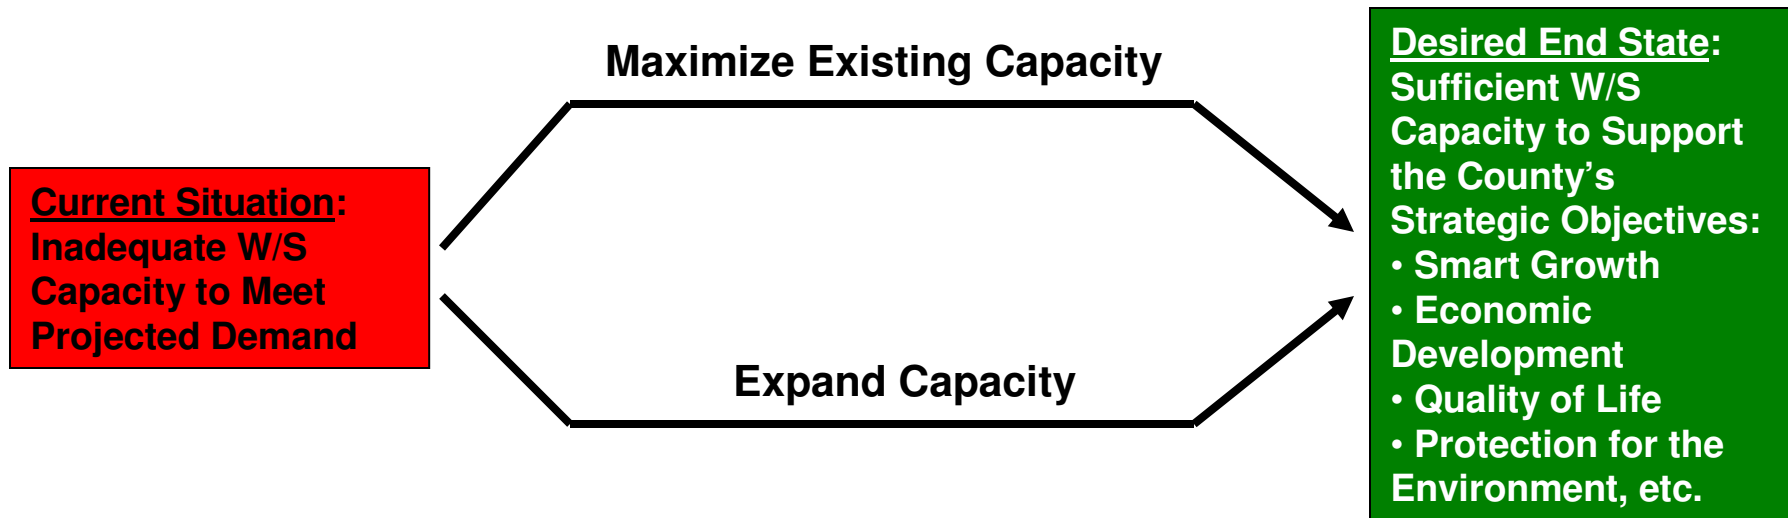 Maximize Existing Capacity
Current Situation:
Inadequate W/S
Capacity to Meet
Projected Demand
Expand Capacity
Desired End State:
Sufficient W/S
Capacity to Support
the County’s
Strategic Objectives:
• Smart Growth
• Economic
Development
• Quality of Life
• Protection for the
Environment, etc.